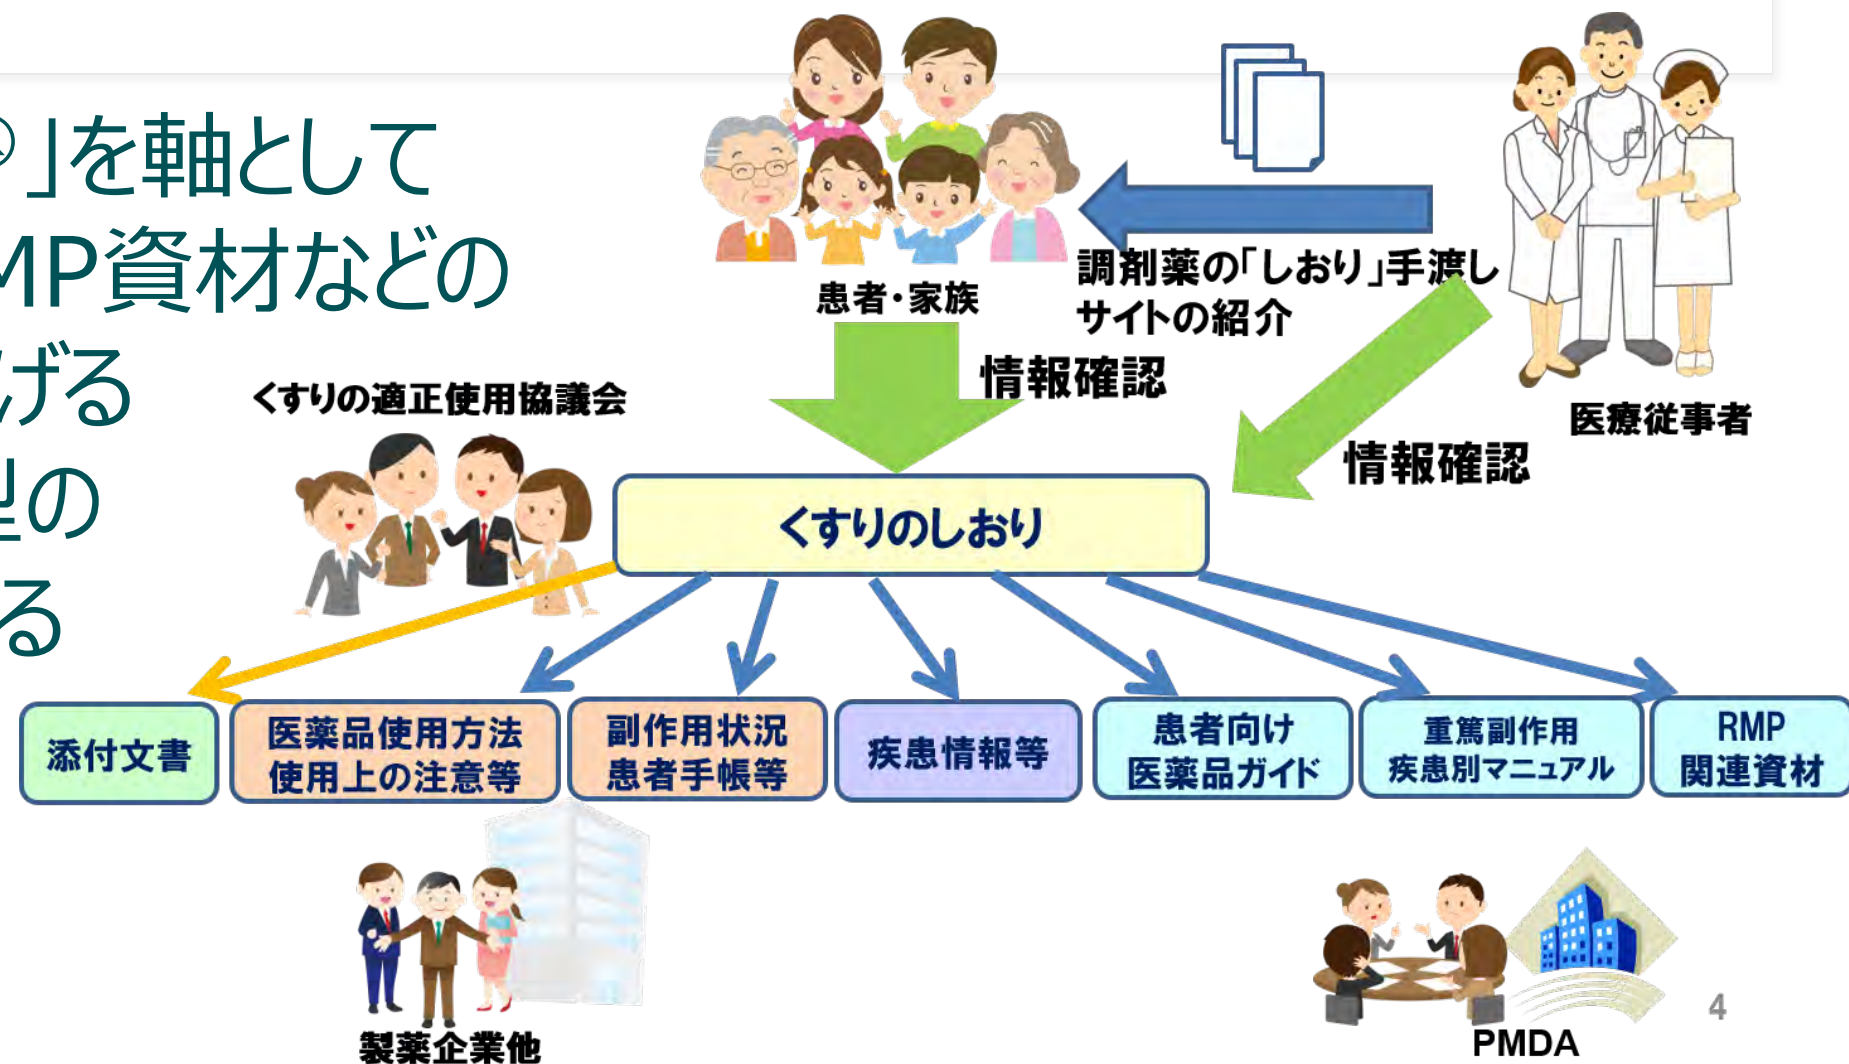 」を軸として
MP資材などの
げる
型の
る
患者・家族
調剤薬の「しおり」手渡し
サイトの紹介
情報確認
くすりの適正使用協議会
医療従事者
情報確認
くすりのしおり
添付文書
医薬品使用方法
使用上の注意等
副作用状況
患者手帳等
疾患情報等
患者向け
医薬品ガイド
重篤副作用
疾患別マニュアル
RMP
関連資材
製薬企業他
PMDA
4